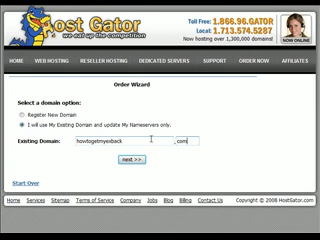 Host Gator
we eat up the competition
Toll Free: 1.866.96.GATOR
Local: 1.713.574.5287
Now hosting over 1,300,000 domains!
NOW ONLINE
HOME WEB HOSTING RESELLER HOSTING DEDICATED SERVERS SUPPORT ORDER NOW AFFILIATES
Order Wizard
Select a domain option:
Register New Domain
I will use My Existing Domain and update My Nameservers only.
Existing Domain: howtogetmyexback . com
next >>
Start Over
Home | Services | Sitemap | Terms of Service | Company | Jobs | Blog | Billing | Contact Us
Copyright © 2008 HostGator.com